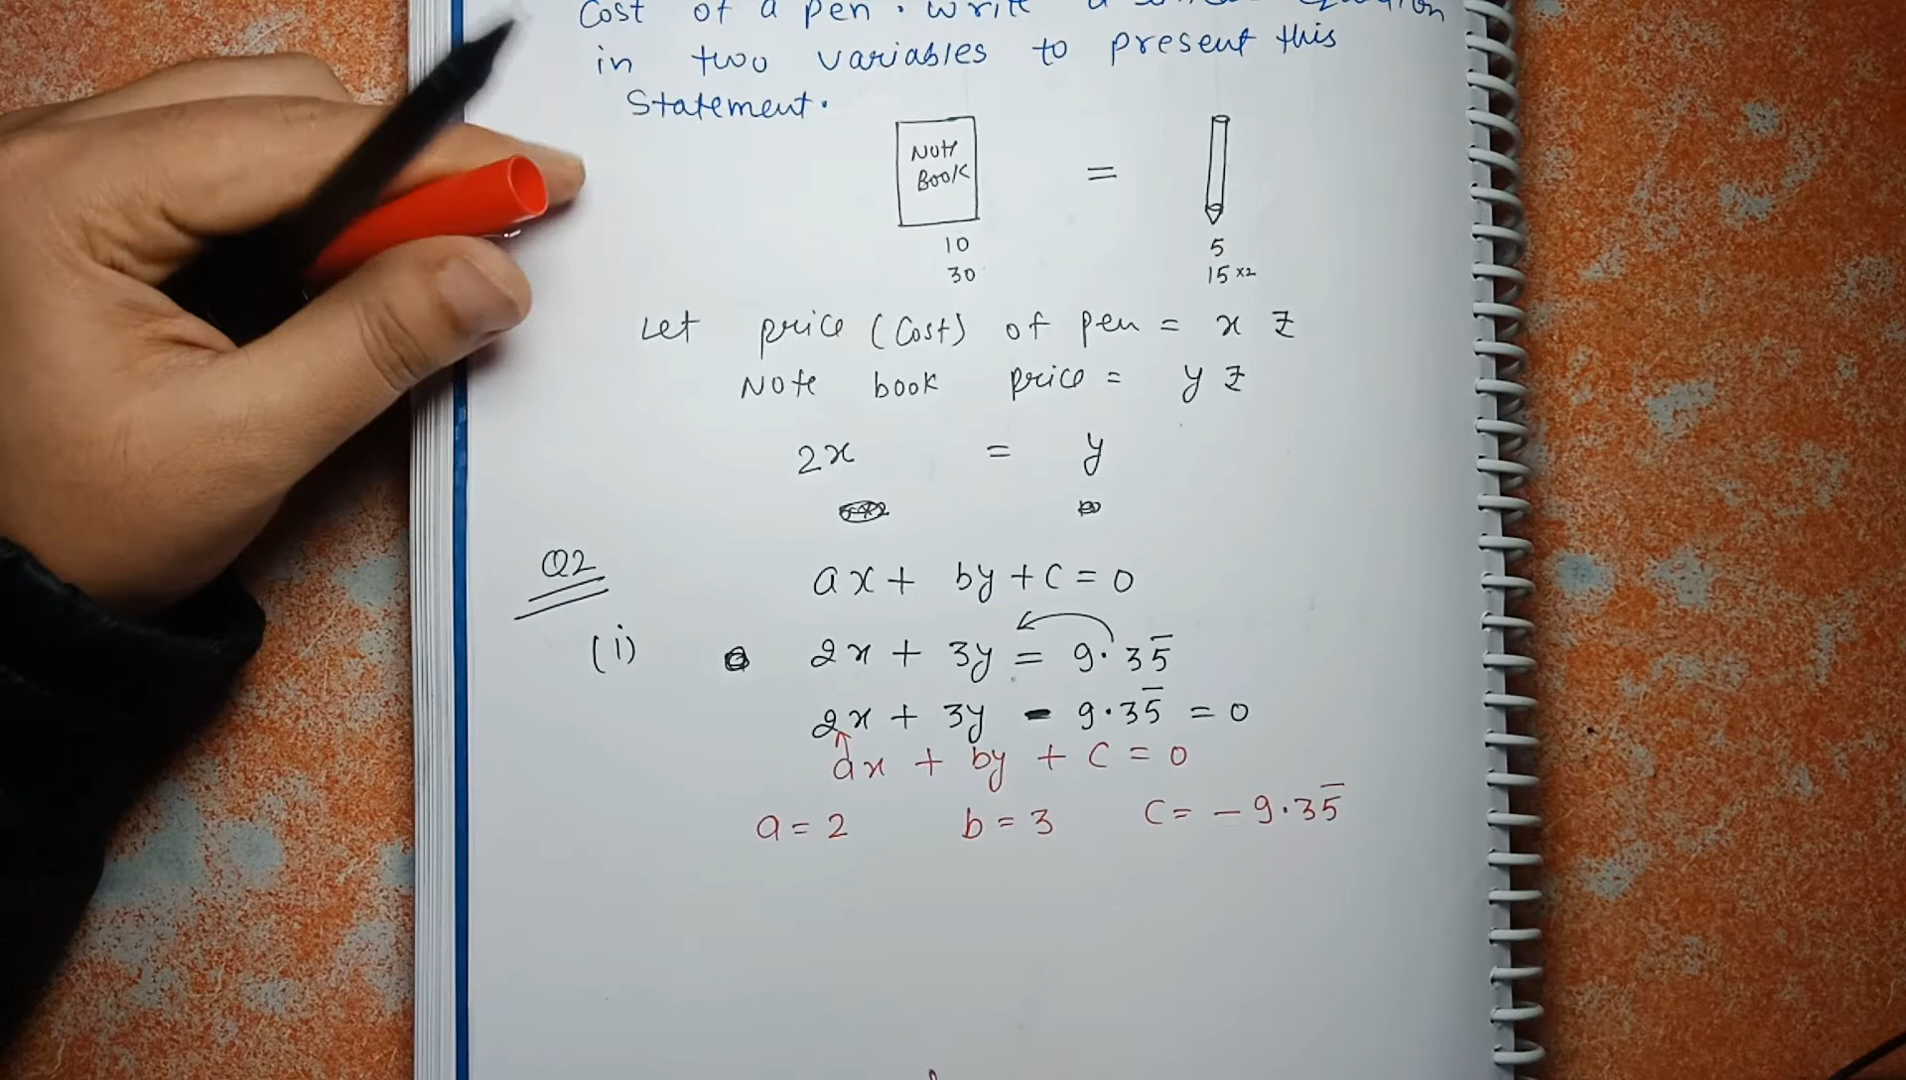 Cost of a pen. Write a
in two variables to present this
Statement.
Note
Book
=
10 5
30 15 x2
Let price (Cost) of pen = x ₹
Note book price = y ₹
2x = y
Q2 ax + by + c = 0
(i) 2x + 3y = 9.35̅
2x + 3y - 9.35̅ = 0
ax + by + c = 0
a = 2 b = 3 c = - 9.35̅